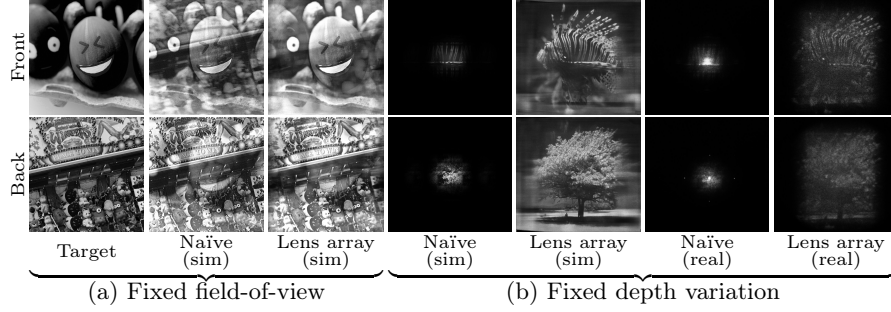 Front
Back
Target
Naïve
(sim)
Lens array
(sim)
Naïve
(sim)
Lens array
(sim)
Naïve
(real)
Lens array
(real)
(a) Fixed field-of-view
(b) Fixed depth variation